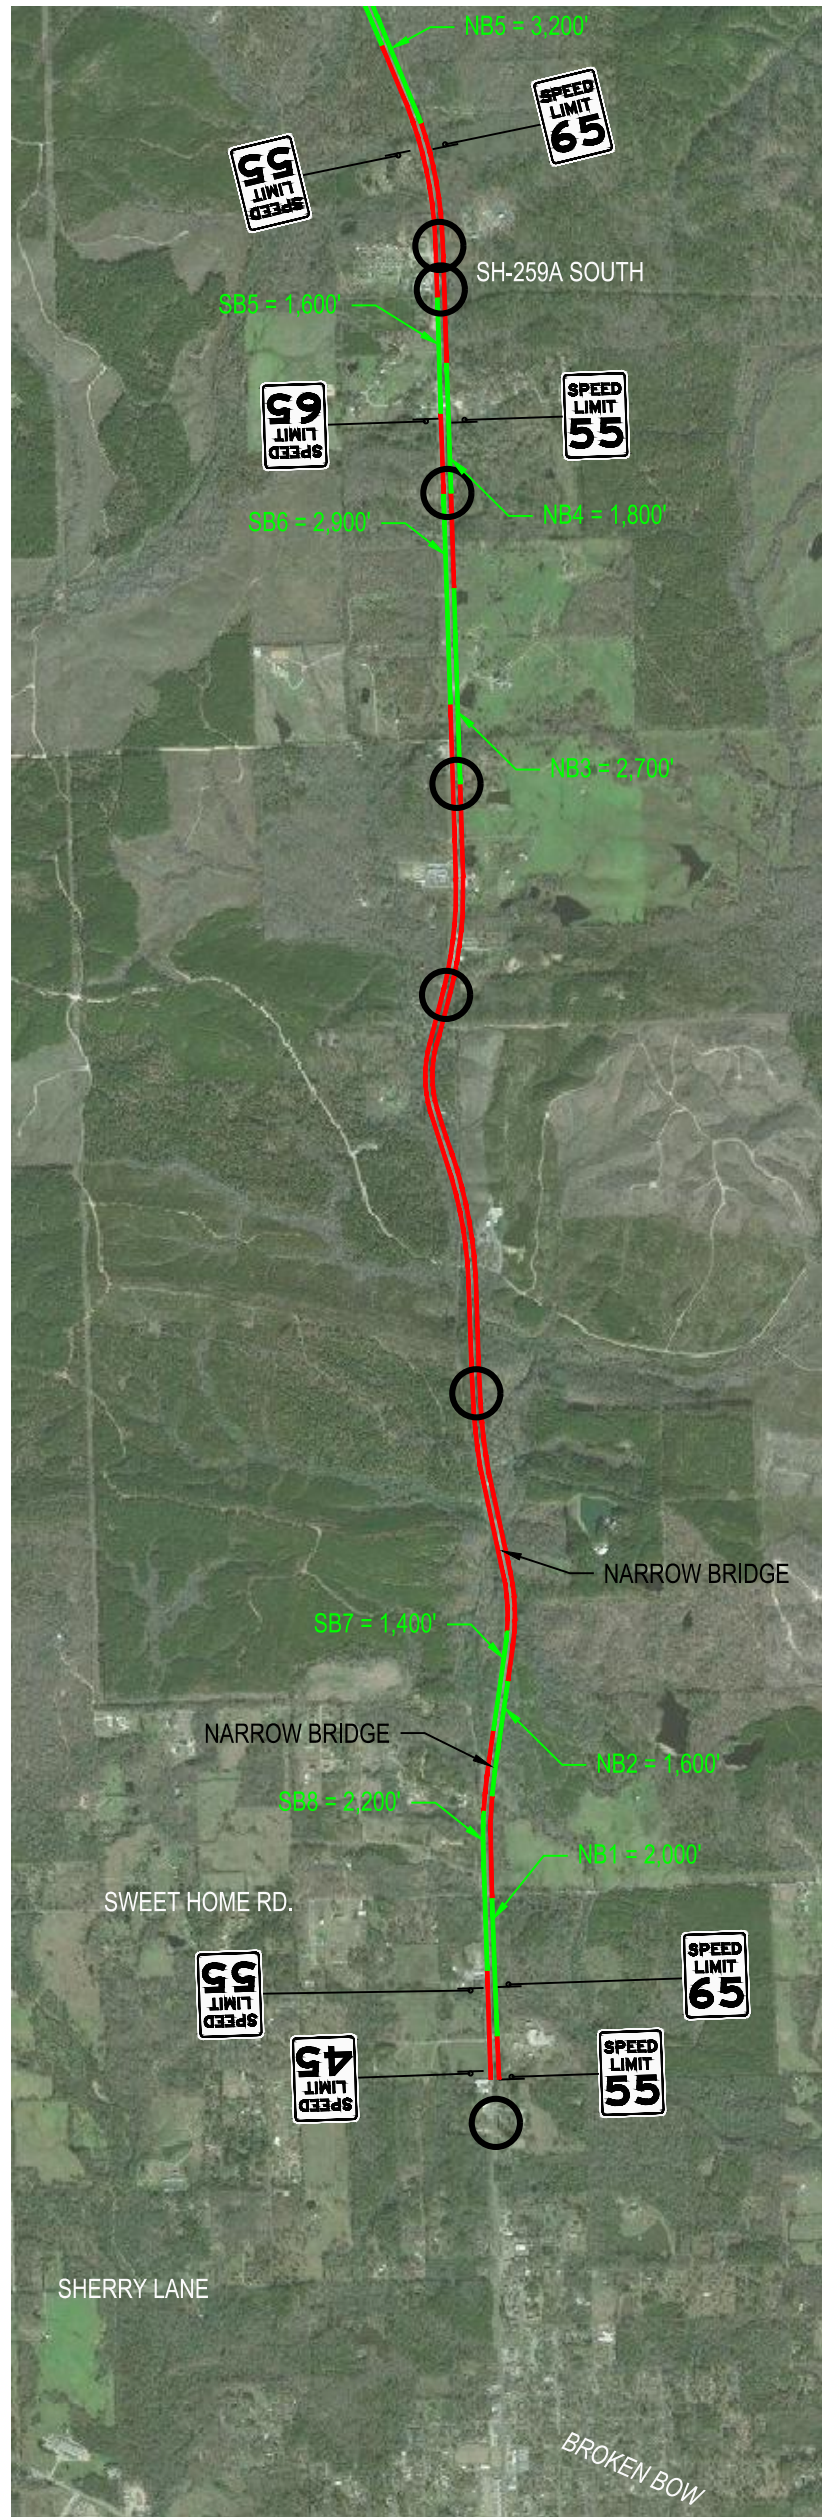 NB5 = 3,200'
SPEED
LIMIT
65
SPEED
LIMIT
55
SH-259A SOUTH
SB5 = 1,600'
SPEED
LIMIT
65
SPEED
LIMIT
55
SB6 = 2,900'
NB4 = 1,800'
NB3 = 2,700'
NARROW BRIDGE
SB7 = 1,400'
NARROW BRIDGE
NB2 = 1,600'
SB8 = 2,200'
NB1 = 2,000'
SWEET HOME RD.
SPEED
LIMIT
55
SPEED
LIMIT
65
SPEED
LIMIT
45
SPEED
LIMIT
55
SHERRY LANE
BROKEN BOW